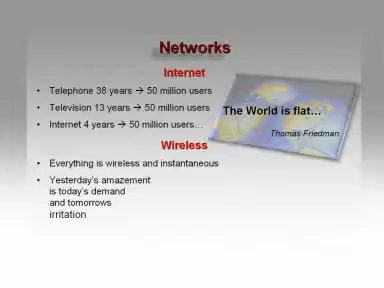 Networks
Internet
• Telephone 38 years → 50 million users
• Television 13 years → 50 million users
• Internet 4 years → 50 million users…
The World is flat…
Thomas Friedman
Wireless
• Everything is wireless and instantaneous
• Yesterday's amazement
is today's demand
and tomorrows
irritation